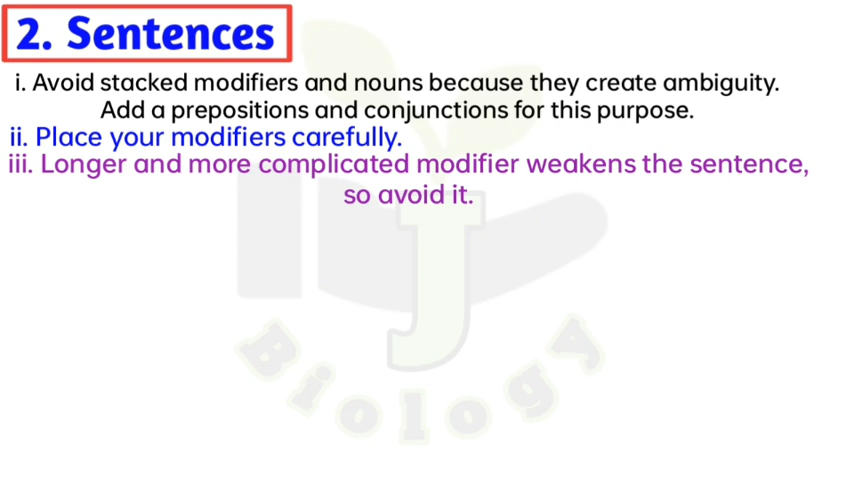 2. Sentences
i. Avoid stacked modifiers and nouns because they create ambiguity.
Add a prepositions and conjunctions for this purpose.
ii. Place your modifiers carefully.
iii. Longer and more complicated modifier weakens the sentence,
so avoid it.
J
Biology